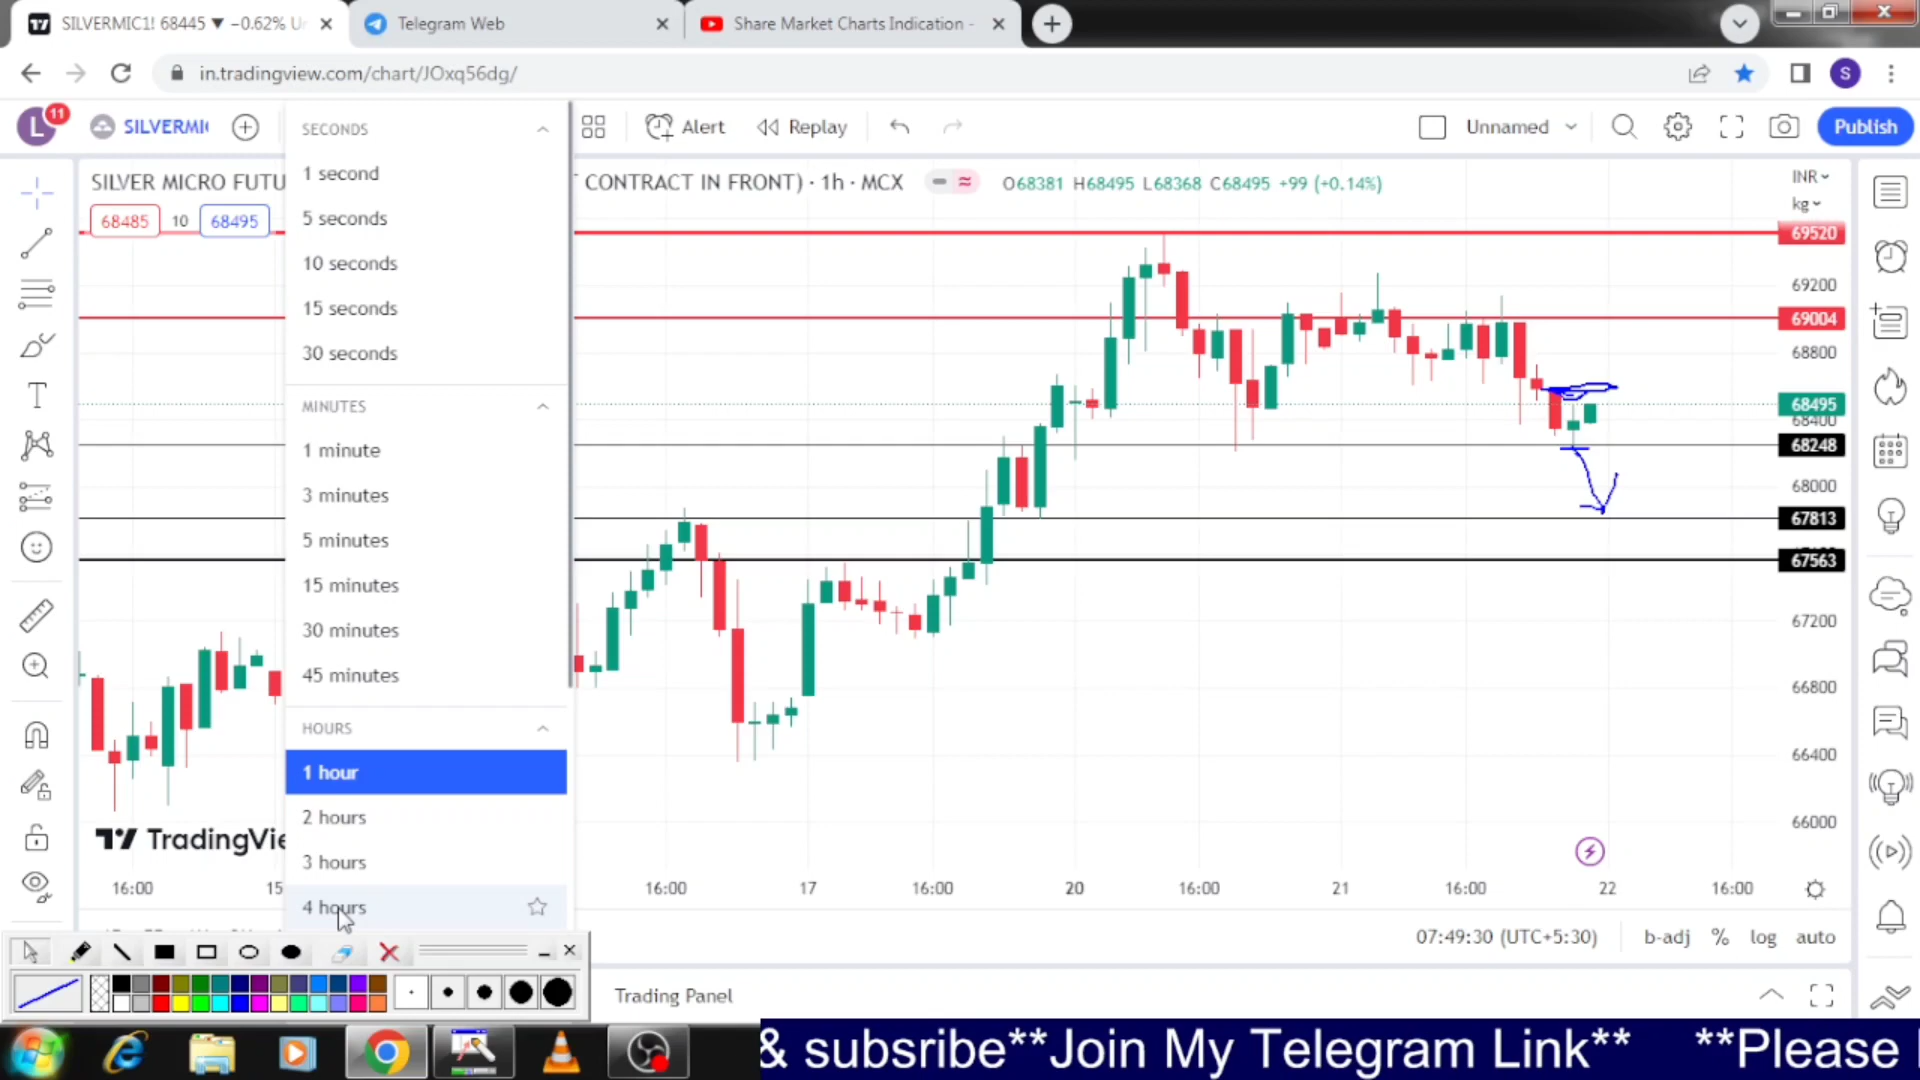 SILVERMIC1! 68445 ▼ −0.62% Un
Telegram Web
Share Market Charts Indication -
in.tradingview.com/chart/JOxq56dg/
S
L
11
SILVERMI
Alert
Replay
Unnamed
Publish
SECONDS
1 second
5 seconds
10 seconds
15 seconds
30 seconds
MINUTES
1 minute
3 minutes
5 minutes
15 minutes
30 minutes
45 minutes
HOURS
1 hour
2 hours
3 hours
4 hours
SILVER MICRO FUTU
CONTRACT IN FRONT) · 1h · MCX
O68381 H68495 L68368 C68495 +99 (+0.14%)
68485 10 68495
INR
kg
69520
69200
69004
68800
68495
68400
68248
68000
67813
67563
67200
66800
66400
66000
TradingVie
16:00 15 16:00 17 16:00 20 16:00 21 16:00 22 16:00
07:49:30 (UTC+5:30) b-adj % log auto
Trading Panel
& subsribe**Join My Telegram Link** **Please